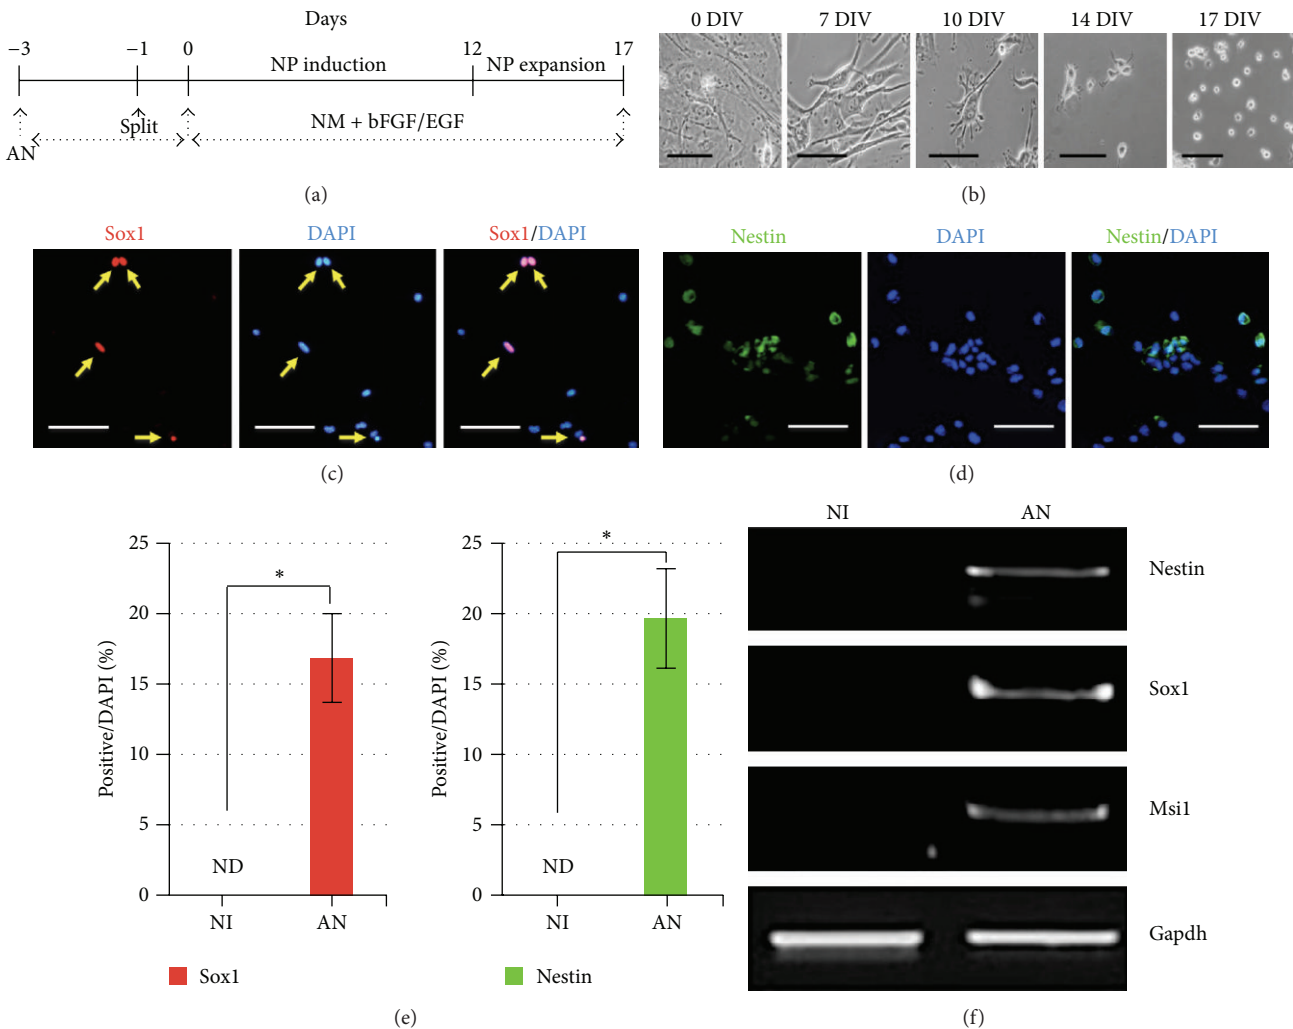 Days
−3 −1 0 12 17
NP induction NP expansion
Split
NM + bFGF/EGF
AN
(a)
0 DIV 7 DIV 10 DIV 14 DIV 17 DIV
(b)
Sox1 DAPI Sox1/DAPI
(c)
Nestin DAPI Nestin/DAPI
(d)
Positive/DAPI (%)
25
20
15
10
5
0
*
ND
NI AN
Sox1
Positive/DAPI (%)
25
20
15
10
5
0
*
ND
NI AN
Nestin
(e)
NI AN
Nestin
Sox1
Msi1
Gapdh
(f)